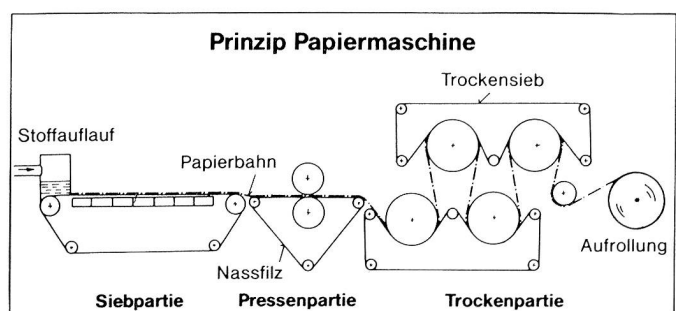 Prinzip Papiermaschine
Trockensieb
Stoffauflauf
Papierbahn
Nassfilz
Aufrollung
Siebpartie
Pressenpartie
Trockenpartie